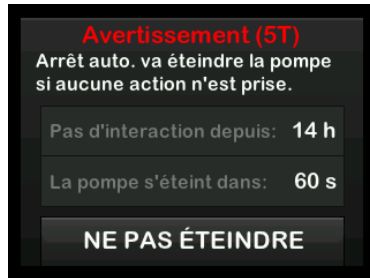 Avertissement (5T)
Arrêt auto. va éteindre la pompe
si aucune action n'est prise.
Pas d'interaction depuis: 14 h
La pompe s'éteint dans: 60 s
NE PAS ÉTEINDRE